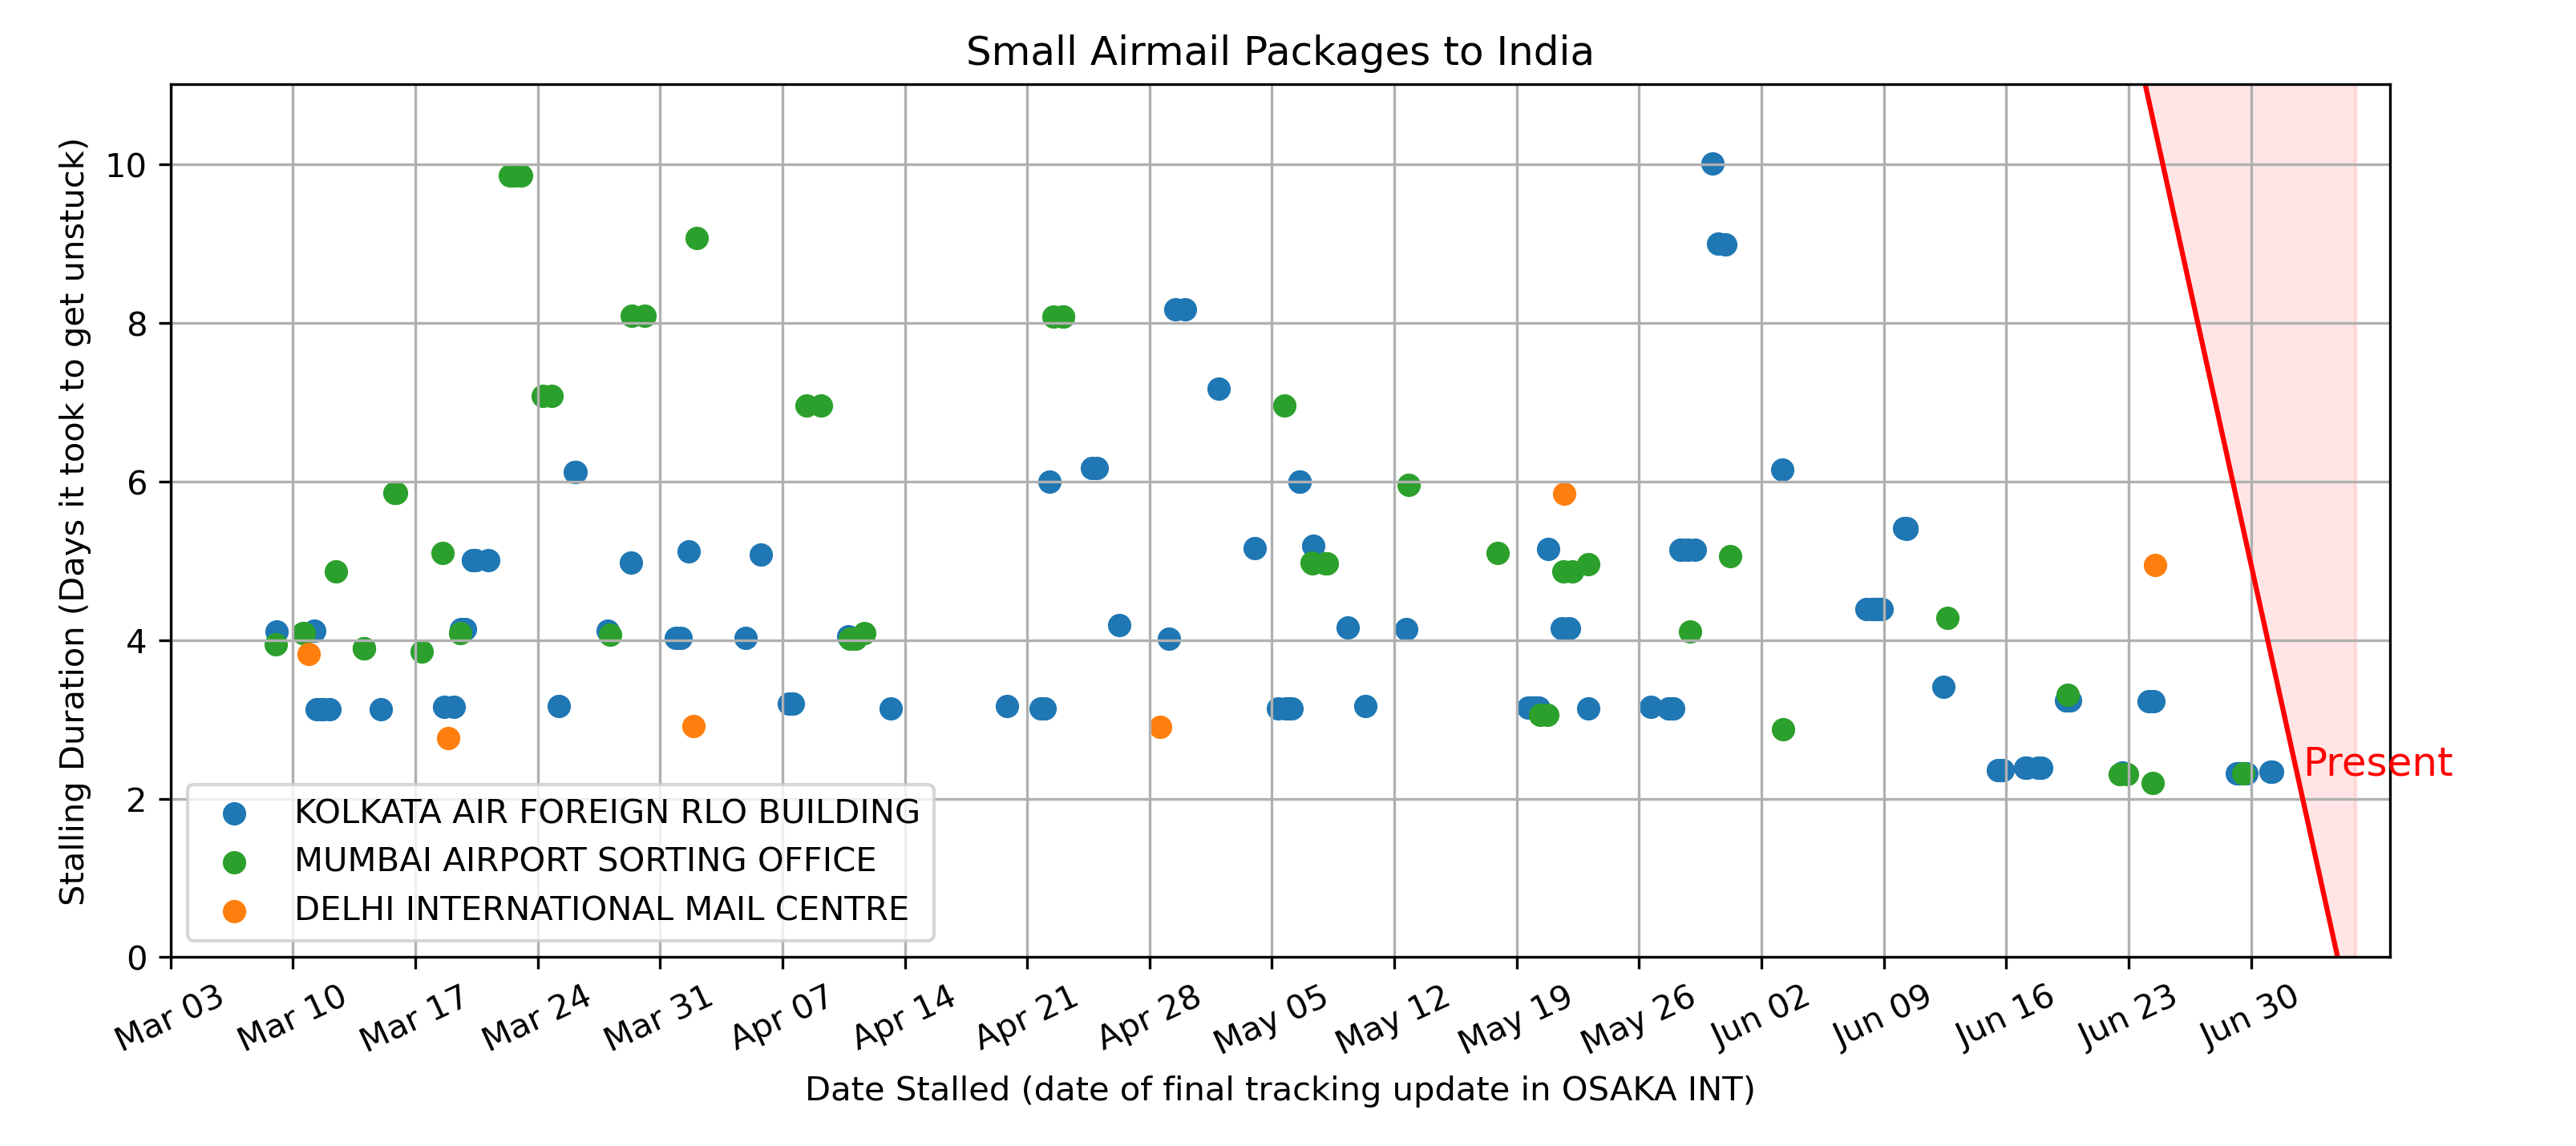 Small Airmail Packages to India
Stalling Duration (Days it took to get unstuck)
10
8
6
4
2
0
Present
KOLKATA AIR FOREIGN RLO BUILDING
MUMBAI AIRPORT SORTING OFFICE
DELHI INTERNATIONAL MAIL CENTRE
Mar 03 Mar 10 Mar 17 Mar 24 Mar 31 Apr 07 Apr 14 Apr 21 Apr 28 May 05 May 12 May 19 May 26 Jun 02 Jun 09 Jun 16 Jun 23 Jun 30
Date Stalled (date of final tracking update in OSAKA INT)